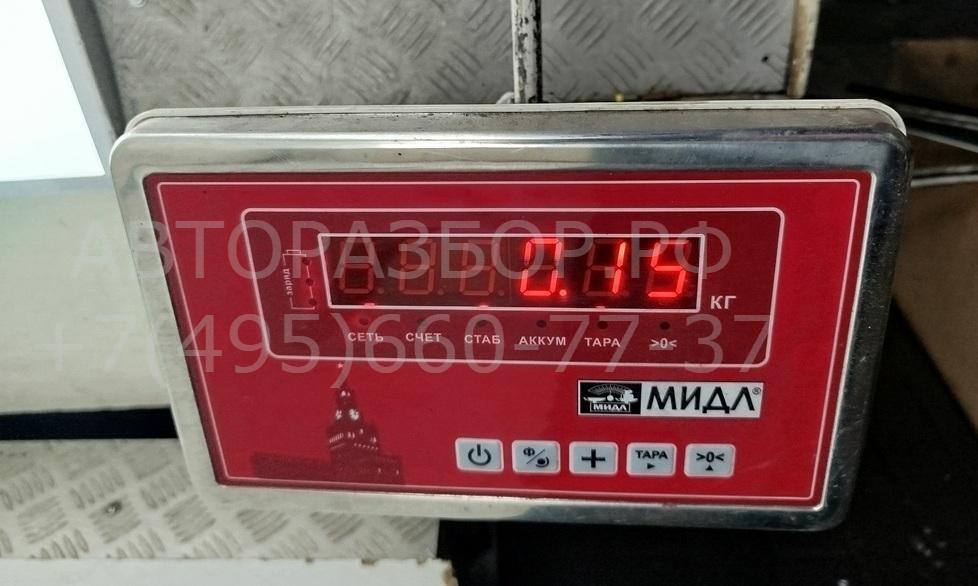 АВТОРАЗБОР.РФ
заряд
0.15
КГ
+7(495)660-77-37
СЕТЬ СЧЕТ СТАБ АККУМ ТАРА >0<
МИДЛ МИДЛ®
Ф ТАРА >0<